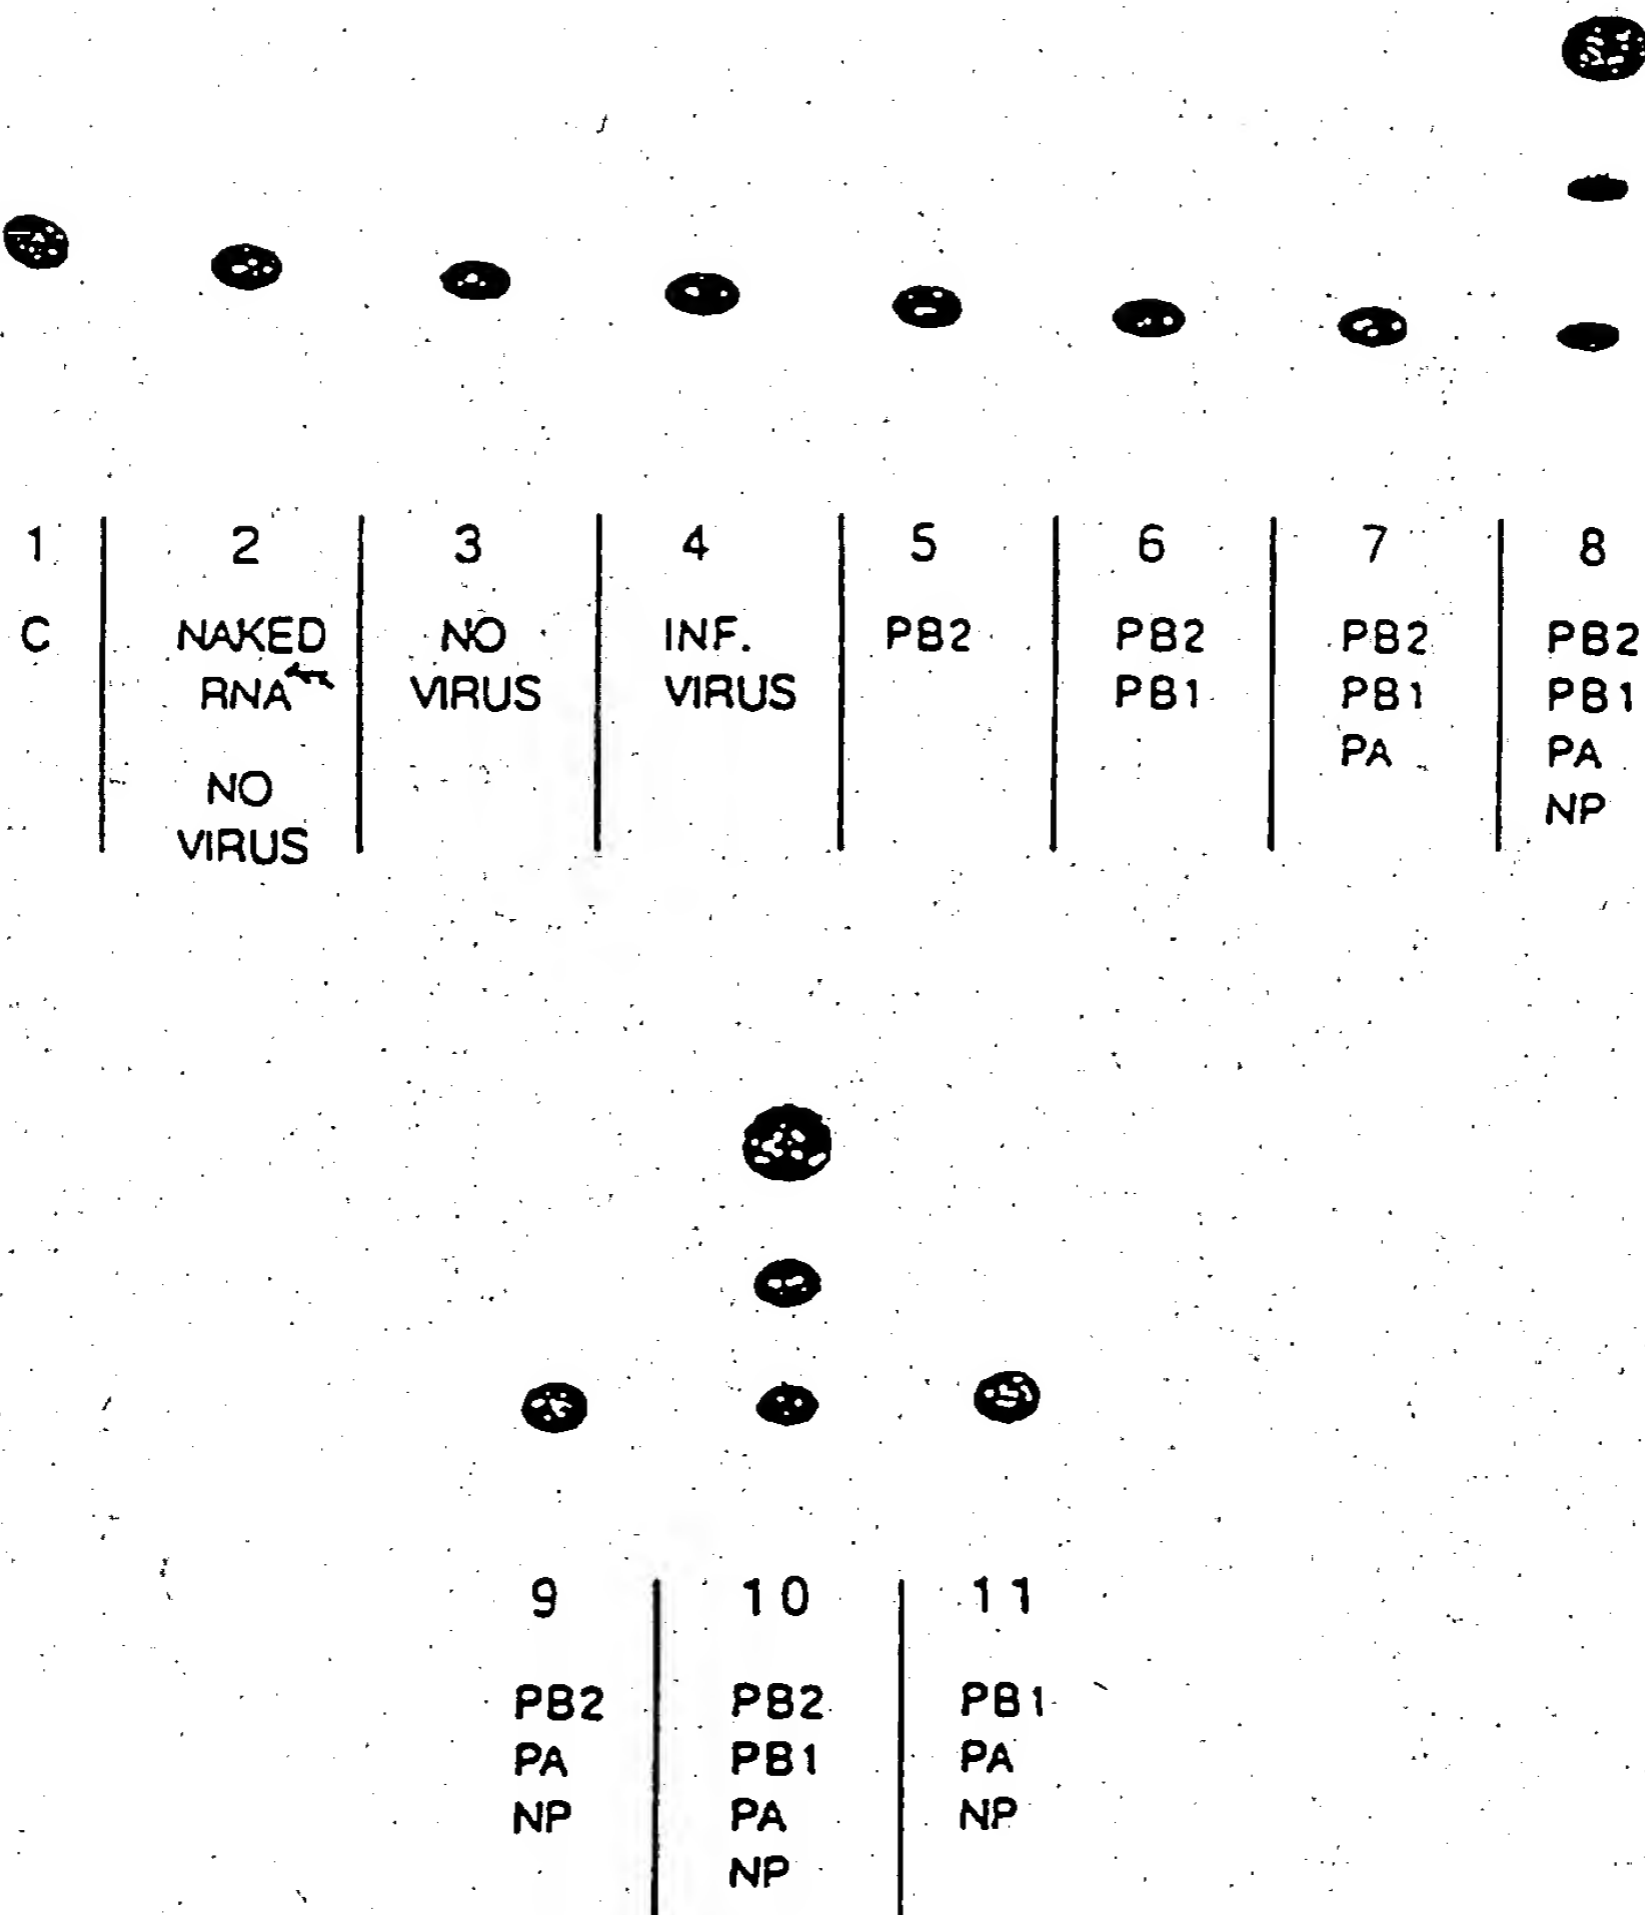 1 2 3 4 5 6 7 8
C NAKED NO INF. PB2 PB2 PB2 PB2
RNA VIRUS VIRUS PB1 PB1 PB1
PA PA
NO NP
VIRUS
9 10 11
PB2 PB2 PB1
PA PB1 PA
NP PA NP
NP